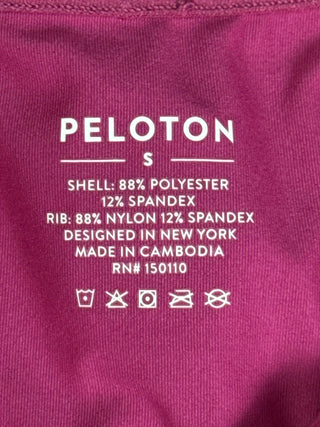 PELOTON
S
SHELL: 88% POLYESTER
12% SPANDEX
RIB: 88% NYLON 12% SPANDEX
DESIGNED IN NEW YORK
MADE IN CAMBODIA
RN# 150110